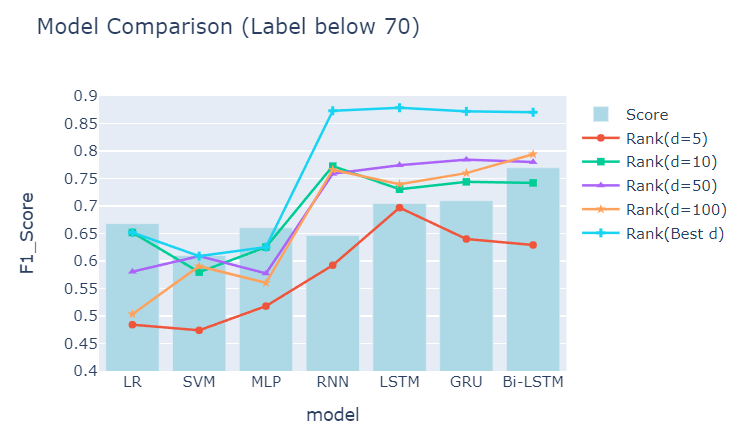 Model Comparison (Label below 70)
0.9
0.85
0.8
0.75
0.7
0.65
0.6
0.55
0.5
0.45
0.4
F1_Score
LR SVM MLP RNN LSTM GRU Bi-LSTM
model
Score
Rank(d=5)
Rank(d=10)
Rank(d=50)
Rank(d=100)
Rank(Best d)